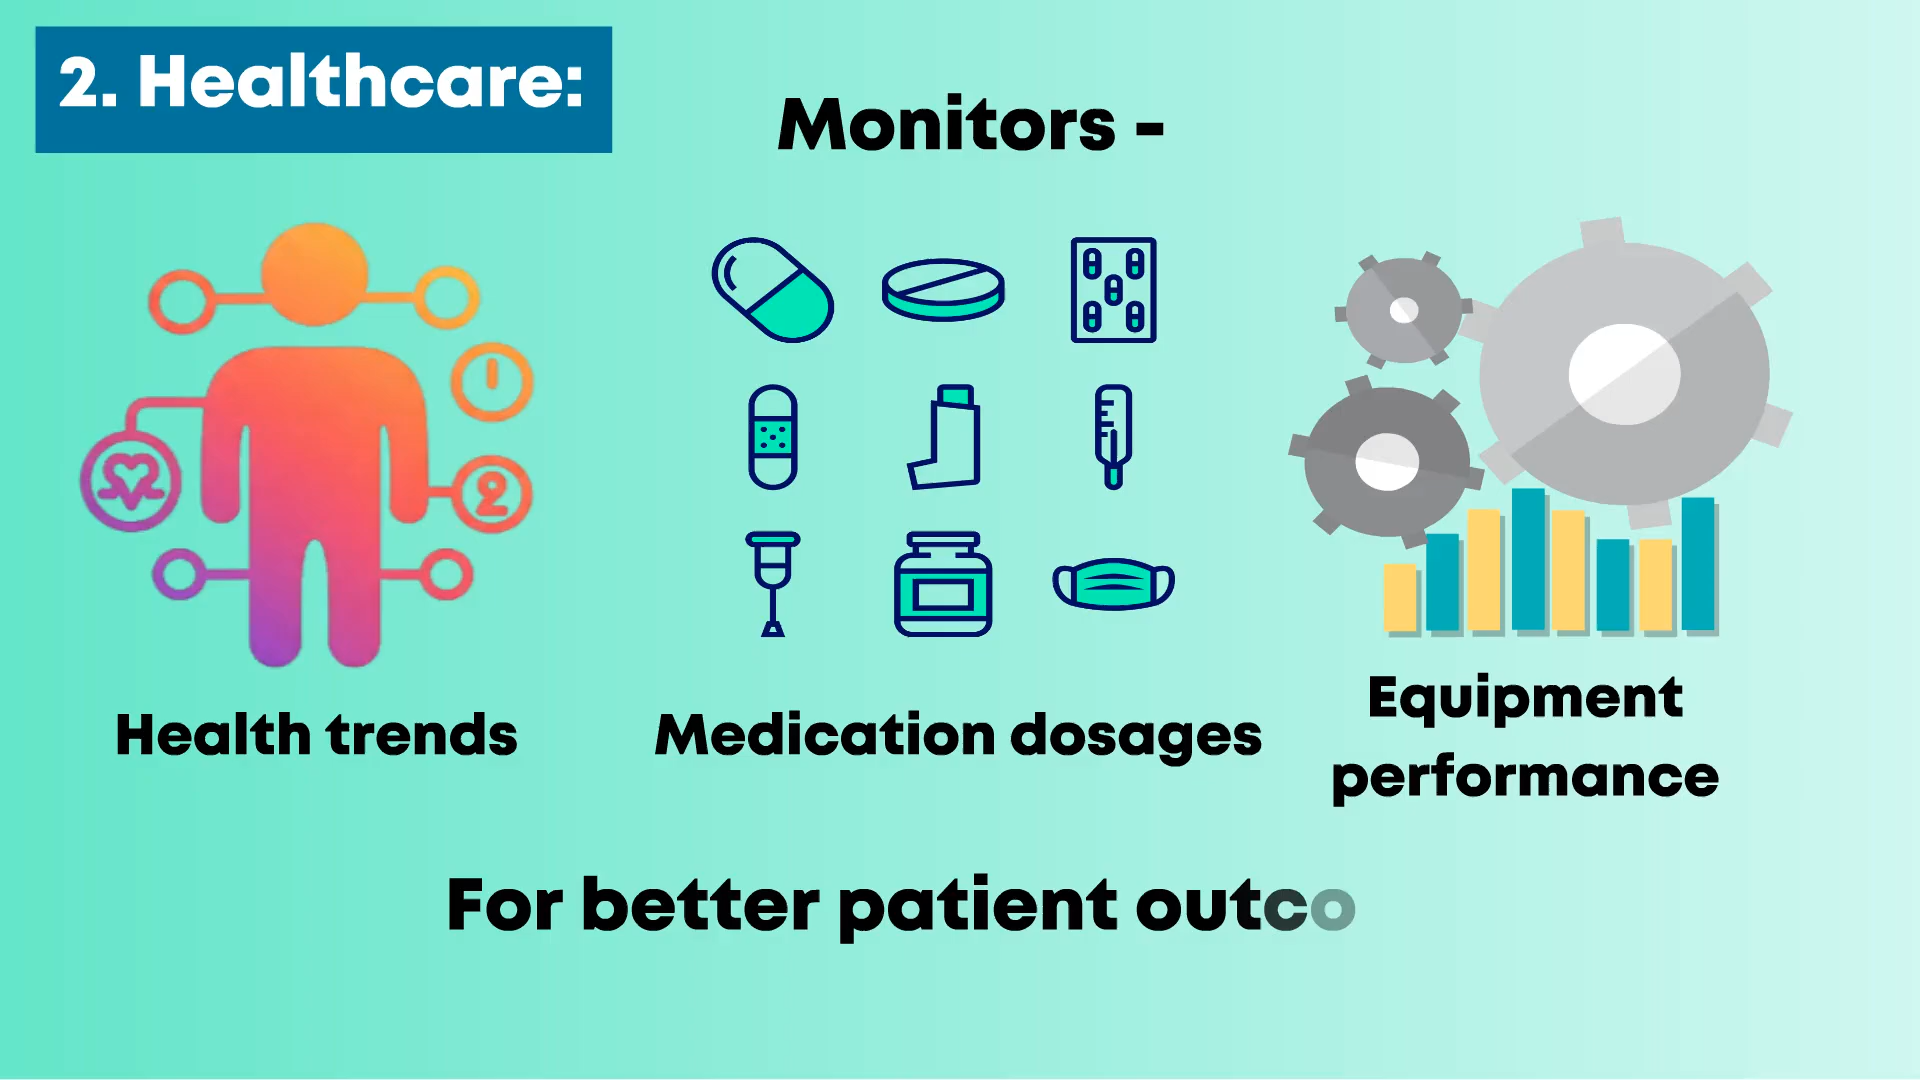 2. Healthcare:
Monitors -
Health trends
Medication dosages
Equipment
performance
For better patient outco